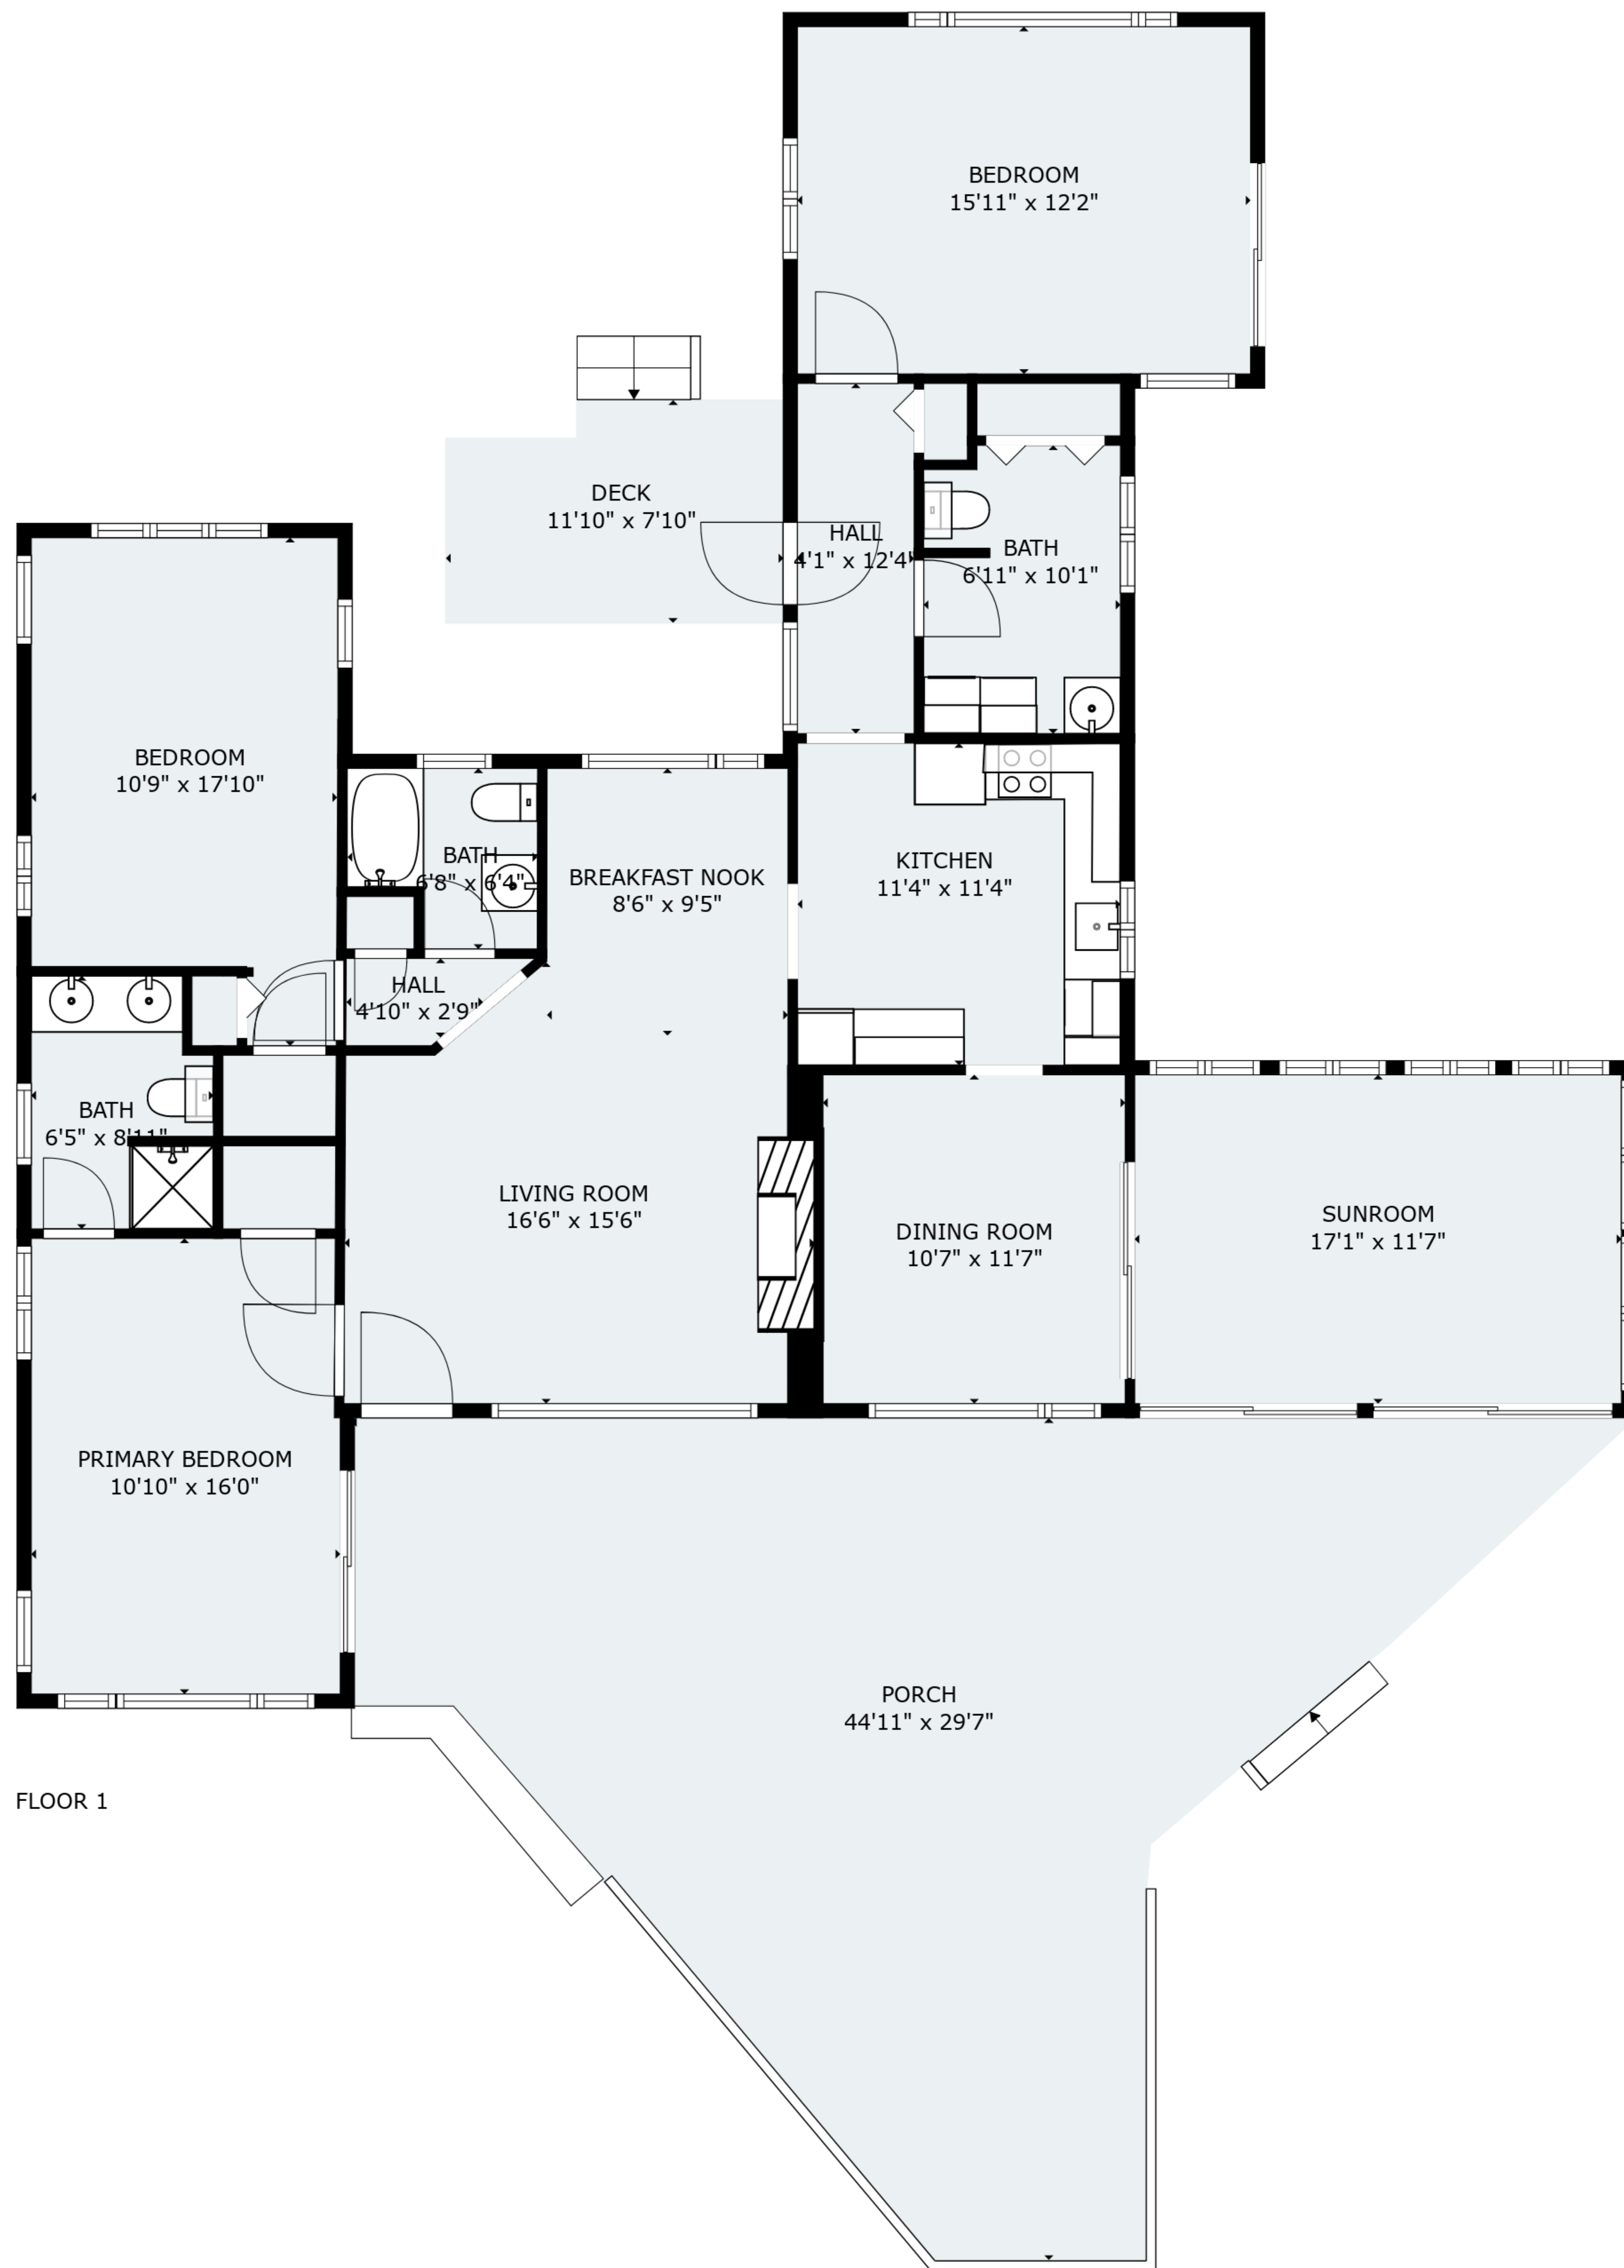 BEDROOM
15'11" x 12'2"
DECK
11'10" x 7'10"
HALL
4'1" x 12'4"
BATH
6'11" x 10'1"
BEDROOM
10'9" x 17'10"
BATH
6'8" x 6'4"
BREAKFAST NOOK
8'6" x 9'5"
KITCHEN
11'4" x 11'4"
HALL
4'10" x 2'9"
BATH
6'5" x 8'11"
LIVING ROOM
16'6" x 15'6"
DINING ROOM
10'7" x 11'7"
SUNROOM
17'1" x 11'7"
PRIMARY BEDROOM
10'10" x 16'0"
PORCH
44'11" x 29'7"
FLOOR 1